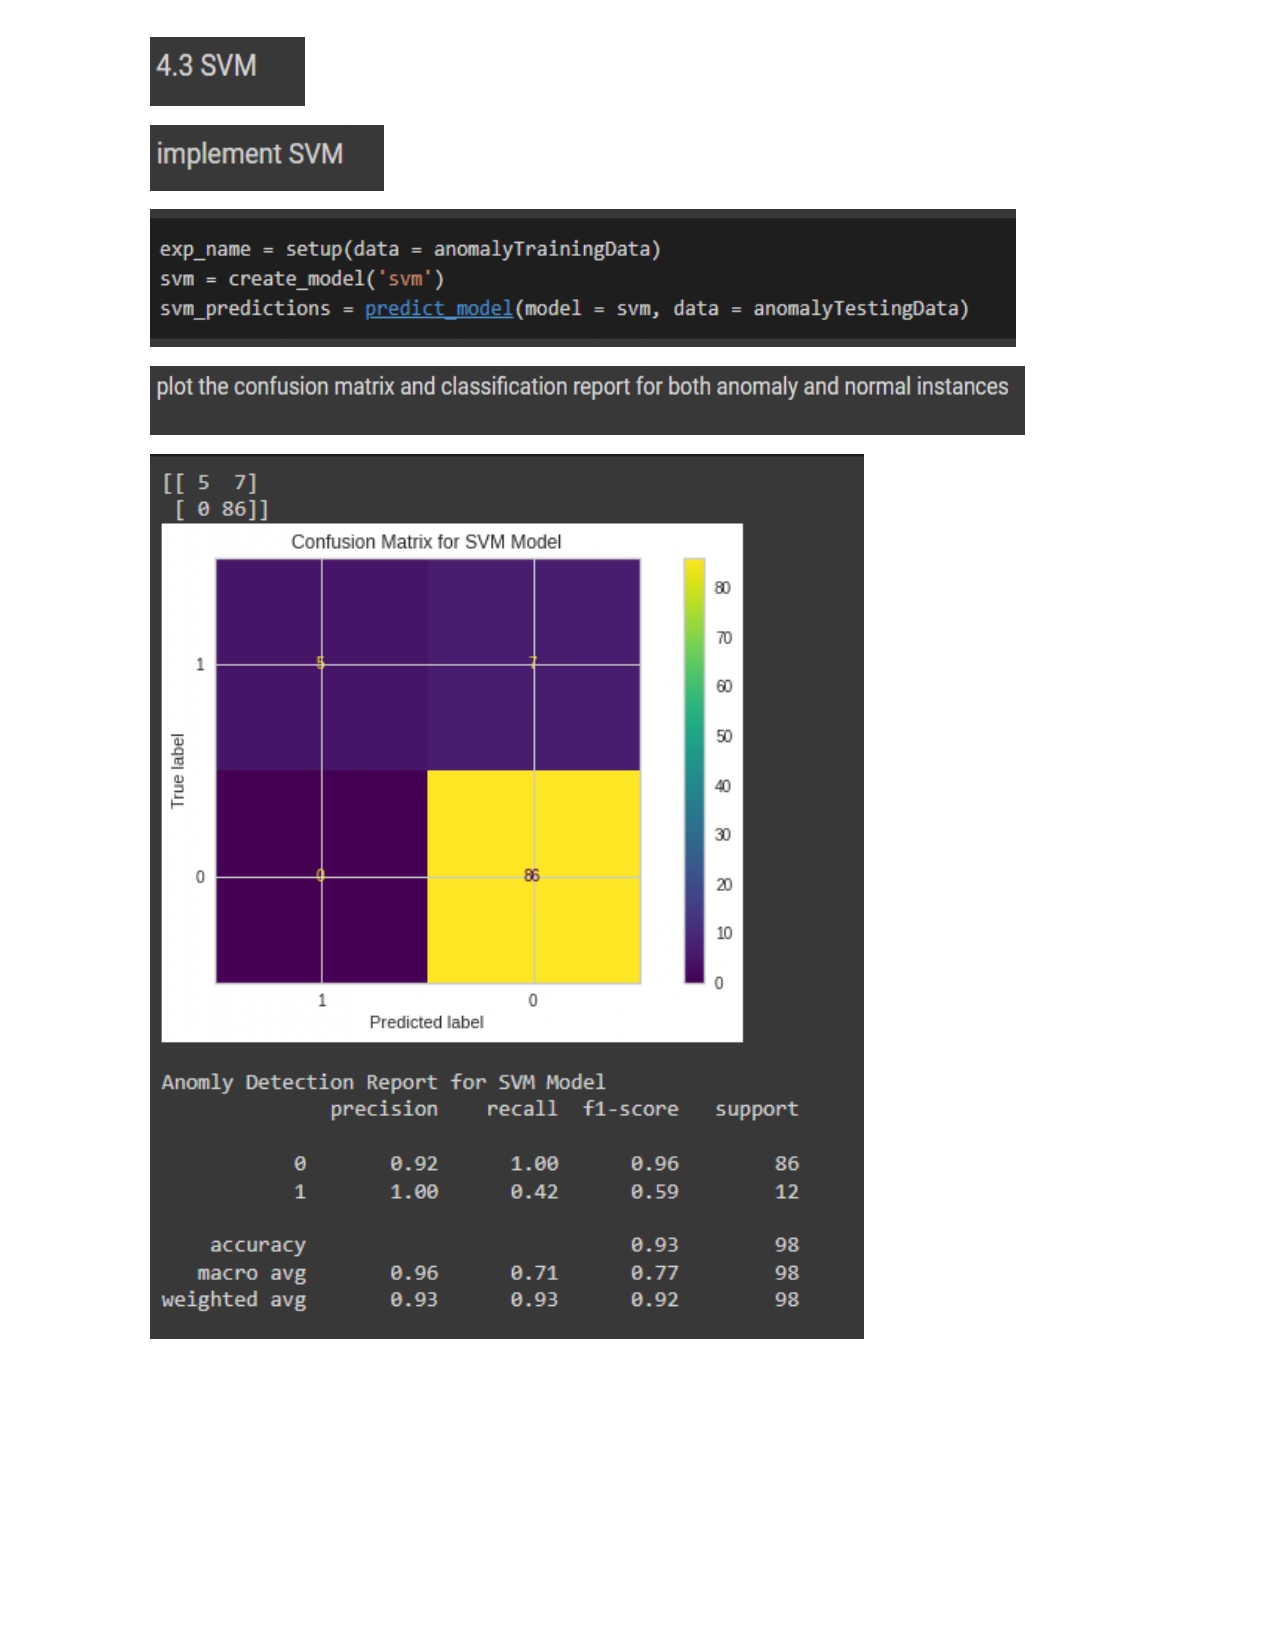 4.3 SVM
implement SVM
exp_name = setup(data = anomalyTrainingData)
svm = create_model('svm')
svm_predictions = predict_model(model = svm, data = anomalyTestingData)
plot the confusion matrix and classification report for both anomaly and normal instances
[[ 5  7]
[ 0 86]]
Confusion Matrix for SVM Model
80
70
1
5
7
60
50
True label
40
30
0
0
86
20
10
0
1
0
Predicted label
Anomly Detection Report for SVM Model
precision recall f1-score support
0 0.92 1.00 0.96 86
1 1.00 0.42 0.59 12
accuracy 0.93 98
macro avg 0.96 0.71 0.77 98
weighted avg 0.93 0.93 0.92 98